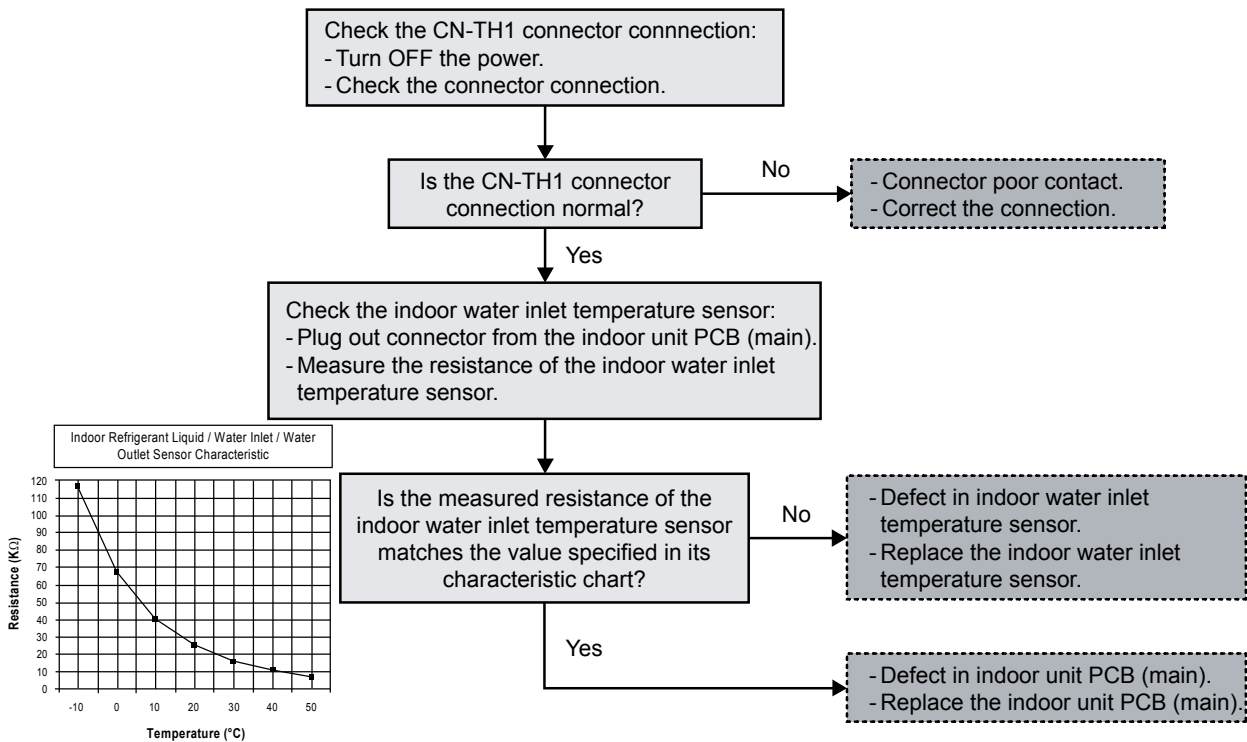 Check the CN-TH1 connector connnection:
- Turn OFF the power.
- Check the connector connection.
Is the CN-TH1 connector
connection normal?
No
- Connector poor contact.
- Correct the connection.
Yes
Check the indoor water inlet temperature sensor:
- Plug out connector from the indoor unit PCB (main).
- Measure the resistance of the indoor water inlet
temperature sensor.
Indoor Refrigerant Liquid / Water Inlet / Water
Outlet Sensor Characteristic
Resistance (KΩ)
120
110
100
90
80
70
60
50
40
30
20
10
0
-10 0 10 20 30 40 50
Temperature (°C)
Is the measured resistance of the
indoor water inlet temperature sensor
matches the value specified in its
characteristic chart?
No
- Defect in indoor water inlet
temperature sensor.
- Replace the indoor water inlet
temperature sensor.
Yes
- Defect in indoor unit PCB (main).
- Replace the indoor unit PCB (main).